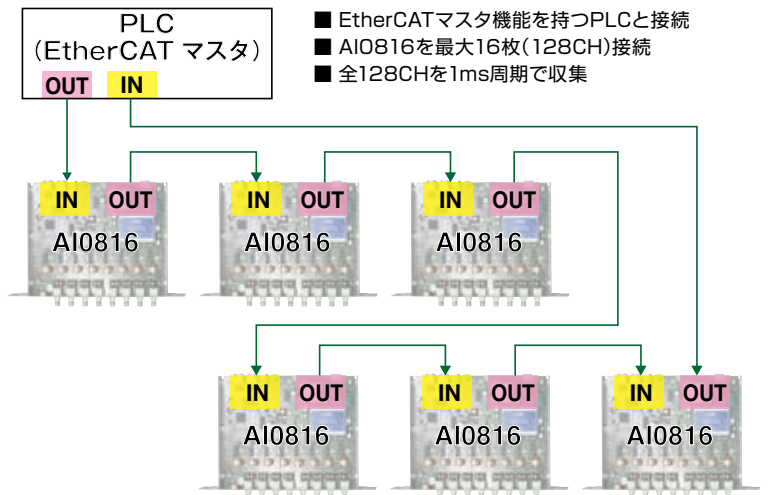 PLC
(EtherCAT マスタ)
OUT IN
■ EtherCATマスタ機能を持つPLCと接続
■ AI0816を最大16枚(128CH)接続
■ 全128CHを1ms周期で収集
IN OUT
AI0816
IN OUT
AI0816
IN OUT
AI0816
IN OUT
AI0816
IN OUT
AI0816
IN OUT
AI0816